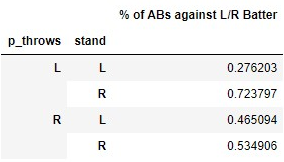 % of ABs against L/R Batter
p_throws stand
L L 0.276203
R 0.723797
R L 0.465094
R 0.534906